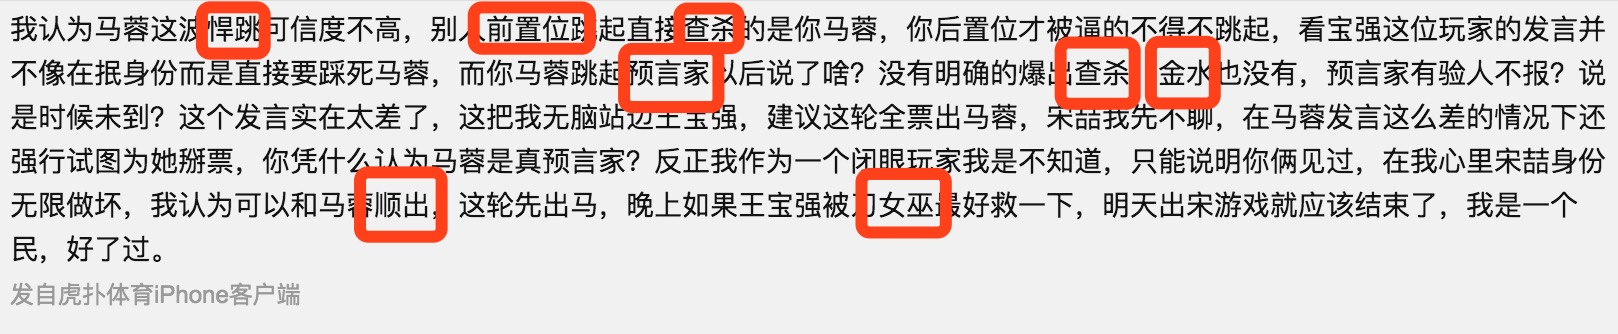 我认为马蓉这波悍跳可信度不高，别人前置位跳起直接查杀的是你马蓉，你后置位才被逼的不得不跳起，看宝强这位玩家的发言并
不像在抿身份而是直接要踩死马蓉，而你马蓉跳起预言家以后说了啥？没有明确的爆出查杀，金水也没有，预言家有验人不报？说
是时候未到？这个发言实在太差了，这把我无脑站边王宝强，建议这轮全票出马蓉，宋喆我先不聊，在马蓉发言这么差的情况下还
强行试图为她掰票，你凭什么认为马蓉是真预言家？反正我作为一个闭眼玩家我是不知道，只能说明你俩见过，在我心里宋喆身份
无限做坏，我认为可以和马蓉顺出，这轮先出马，晚上如果王宝强被刀女巫最好救一下，明天出宋游戏就应该结束了，我是一个
民，好了过。
发自虎扑体育iPhone客户端